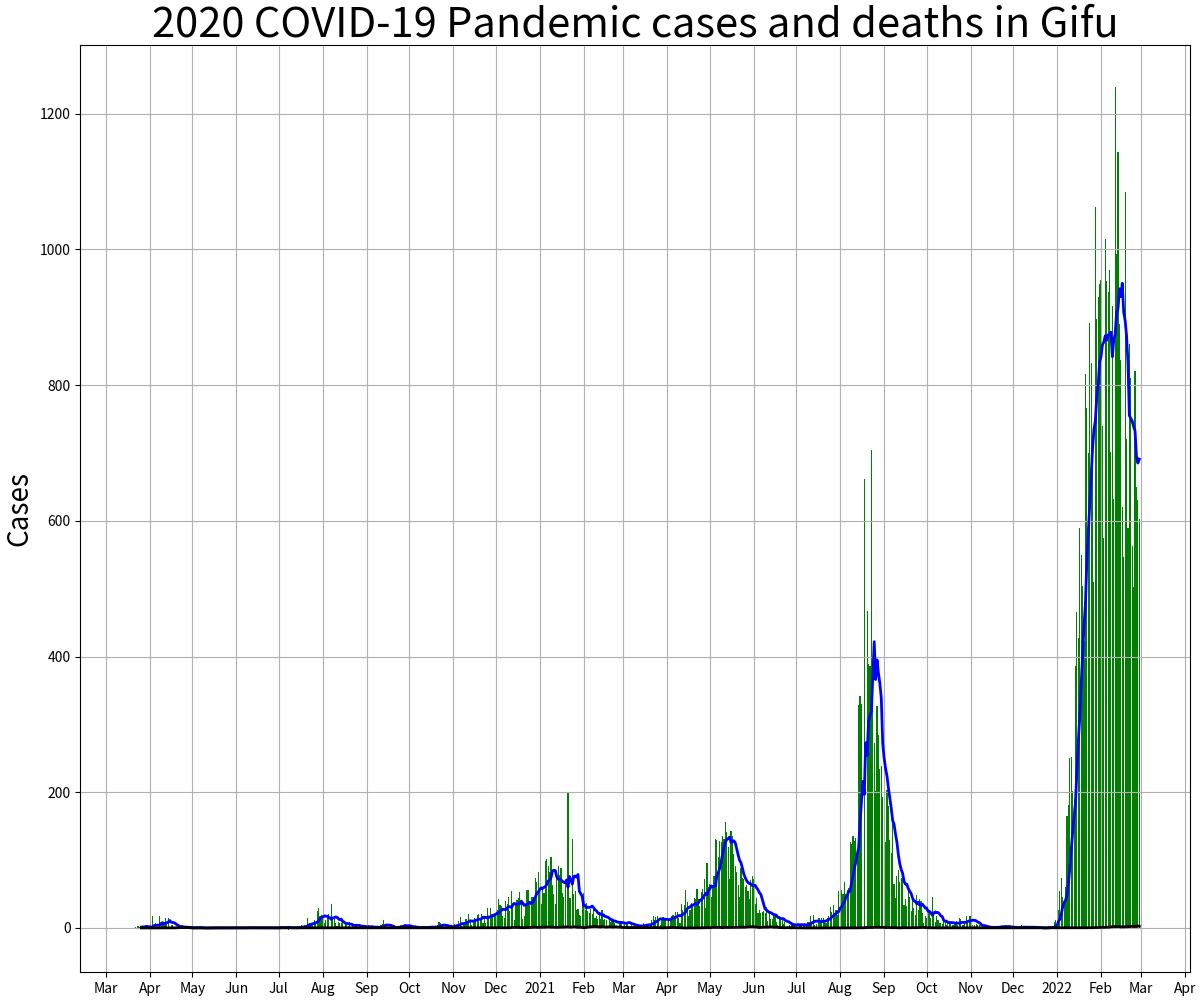 2020 COVID-19 Pandemic cases and deaths in Gifu
1200
1000
800
600
400
200
0
Cases
Mar Apr May Jun Jul Aug Sep Oct Nov Dec 2021 Feb Mar Apr May Jun Jul Aug Sep Oct Nov Dec 2022 Feb Mar Apr